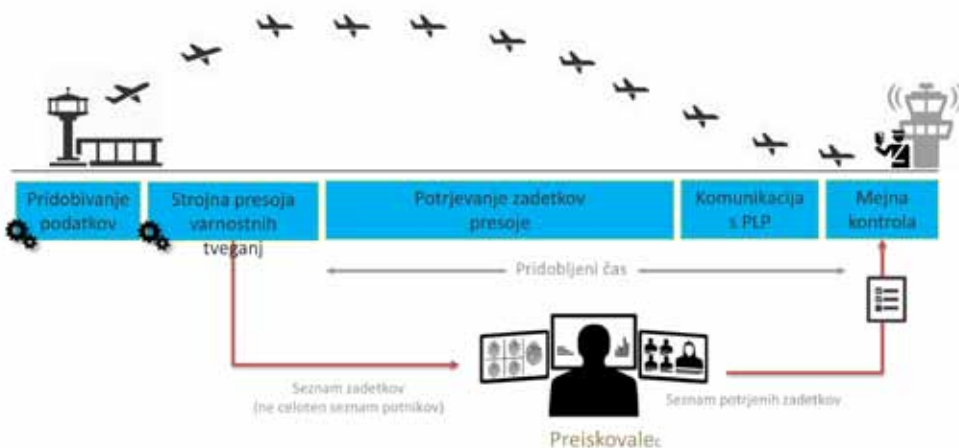 Pridobivanje
podatkov
Strojna presoja
varnostnih
tveganj
Potrjevanje zadetkov
presoje
Komunikacija
s PLP
Mejna
kontrola
Pridobljeni čas
Seznam zadetkov
(ne celoten seznam potnikov)
Seznam potrjenih zadetkov
Preiskovalec